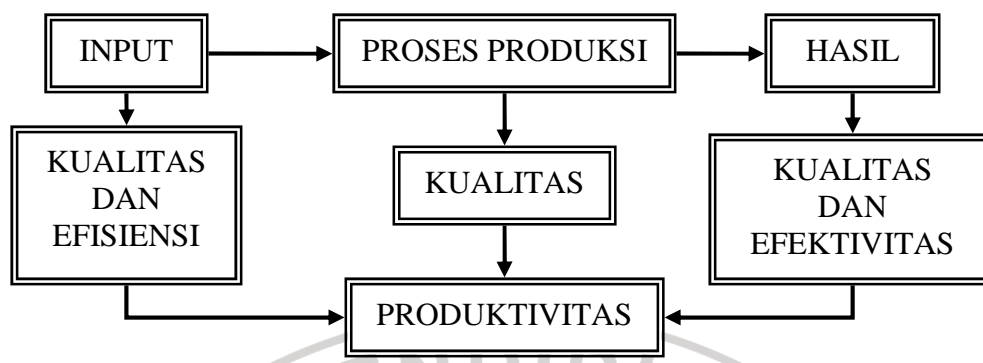 INPUT
PROSES PRODUKSI
HASIL
KUALITAS
DAN
EFISIENSI
KUALITAS
KUALITAS
DAN
EFEKTIVITAS
PRODUKTIVITAS